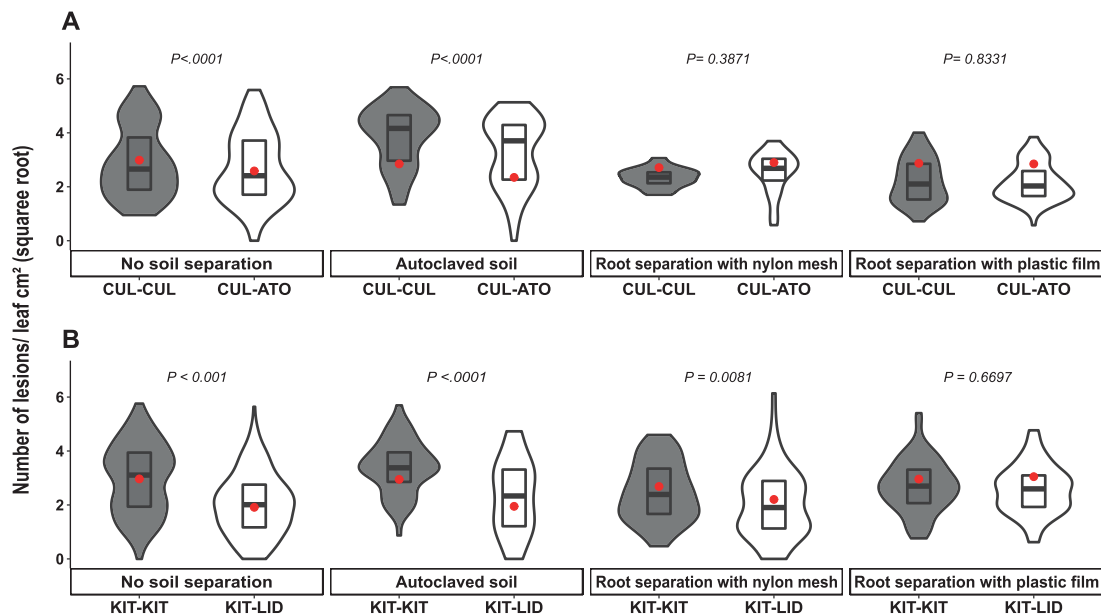 A
P<.0001 P<.0001 P= 0.3871 P= 0.8331
6
4
2
0
No soil separation Autoclaved soil Root separation with nylon mesh Root separation with plastic film
CUL-CUL CUL-ATO CUL-CUL CUL-ATO CUL-CUL CUL-ATO CUL-CUL CUL-ATO
Number of lesions/ leaf cm² (squaree root)
B
P < 0.001 P <.0001 P = 0.0081 P = 0.6697
6
4
2
0
No soil separation Autoclaved soil Root separation with nylon mesh Root separation with plastic film
KIT-KIT KIT-LID KIT-KIT KIT-LID KIT-KIT KIT-LID KIT-KIT KIT-LID